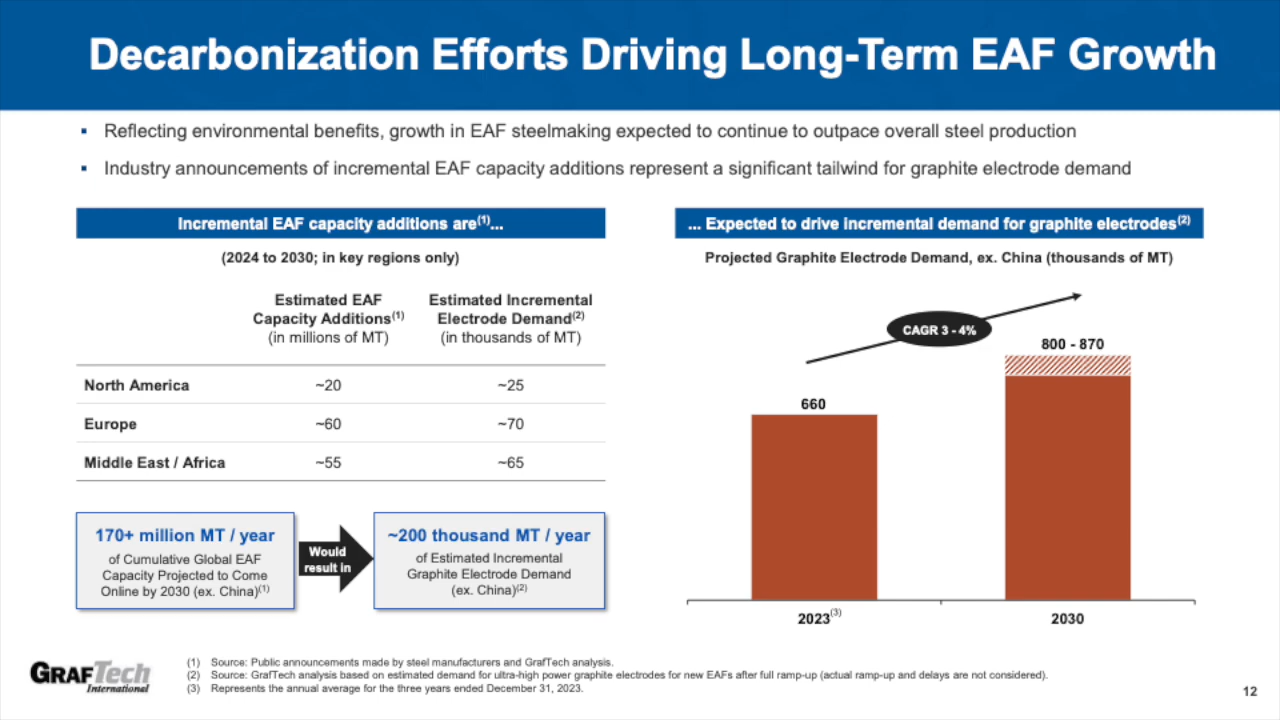 Decarbonization Efforts Driving Long-Term EAF Growth
▪ Reflecting environmental benefits, growth in EAF steelmaking expected to continue to outpace overall steel production
▪ Industry announcements of incremental EAF capacity additions represent a significant tailwind for graphite electrode demand
Incremental EAF capacity additions are(1)...
(2024 to 2030; in key regions only)
Estimated EAF
Capacity Additions(1)
(in millions of MT)
Estimated Incremental
Electrode Demand(2)
(in thousands of MT)
North America ~20 ~25
Europe ~60 ~70
Middle East / Africa ~55 ~65
170+ million MT / year
of Cumulative Global EAF
Capacity Projected to Come
Online by 2030 (ex. China)(1)
Would
result in
~200 thousand MT / year
of Estimated Incremental
Graphite Electrode Demand
(ex. China)(2)
... Expected to drive incremental demand for graphite electrodes(2)
Projected Graphite Electrode Demand, ex. China (thousands of MT)
CAGR 3 - 4%
800 - 870
660
2023(3) 2030
GRAFTech
International
(1) Source: Public announcements made by steel manufacturers and GrafTech analysis.
(2) Source: GrafTech analysis based on estimated demand for ultra-high power graphite electrodes for new EAFs after full ramp-up (actual ramp-up and delays are not considered).
(3) Represents the annual average for the three years ended December 31, 2023.
12